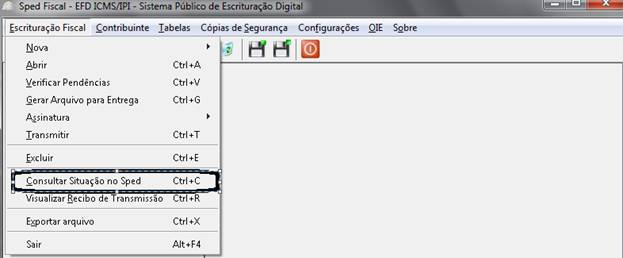 Sped Fiscal - EFD ICMS/IPI - Sistema Público de Escrituração Digital
Escrituração Fiscal Contribuinte Tabelas Cópias de Segurança Configurações OIE Sobre
Nova
Abrir Ctrl+A
Verificar Pendências Ctrl+V
Gerar Arquivo para Entrega Ctrl+G
Assinatura
Transmitir Ctrl+T
Excluir Ctrl+E
Consultar Situação no Sped Ctrl+C
Visualizar Recibo de Transmissão Ctrl+R
Exportar arquivo Ctrl+X
Sair Alt+F4